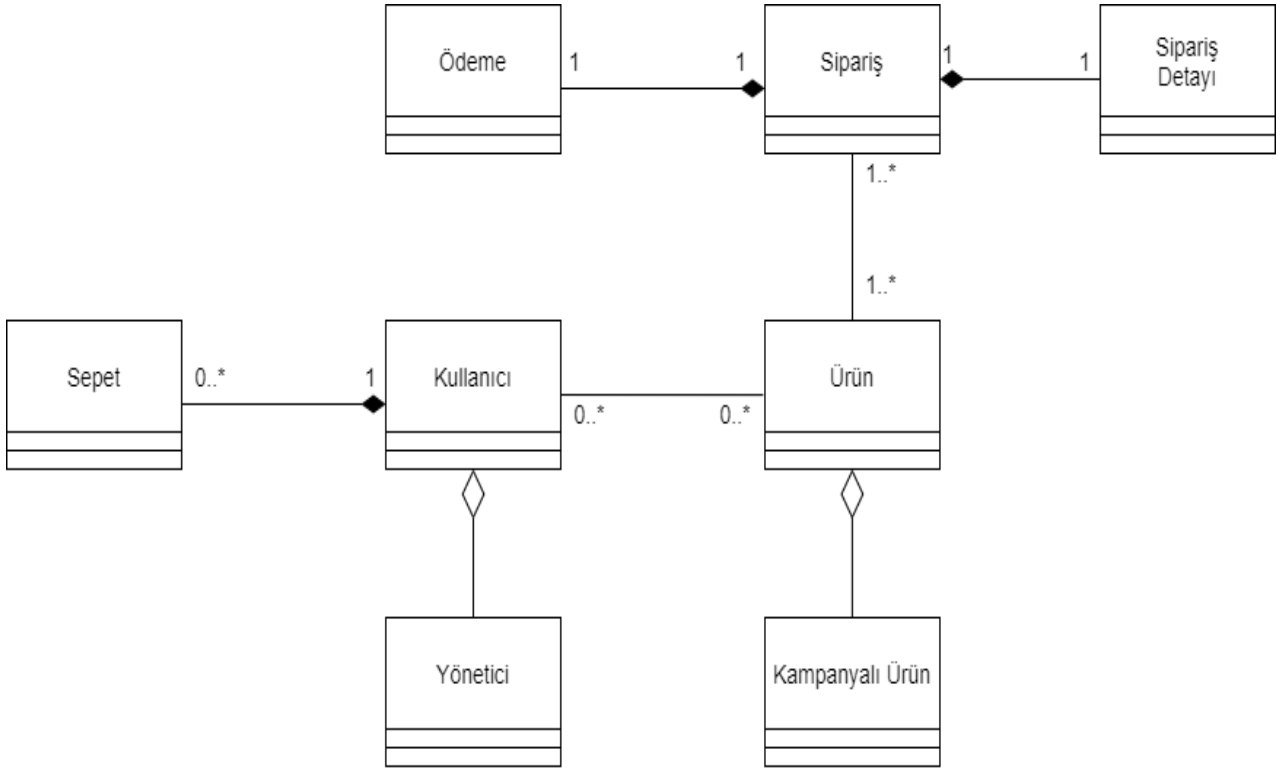 Ödeme
1
1
Sipariş
1
1
Sipariş
Detayı
1..*
1..*
Sepet
0..*
1
Kullanıcı
0..*
0..*
Ürün
Yönetici
Kampanyalı Ürün